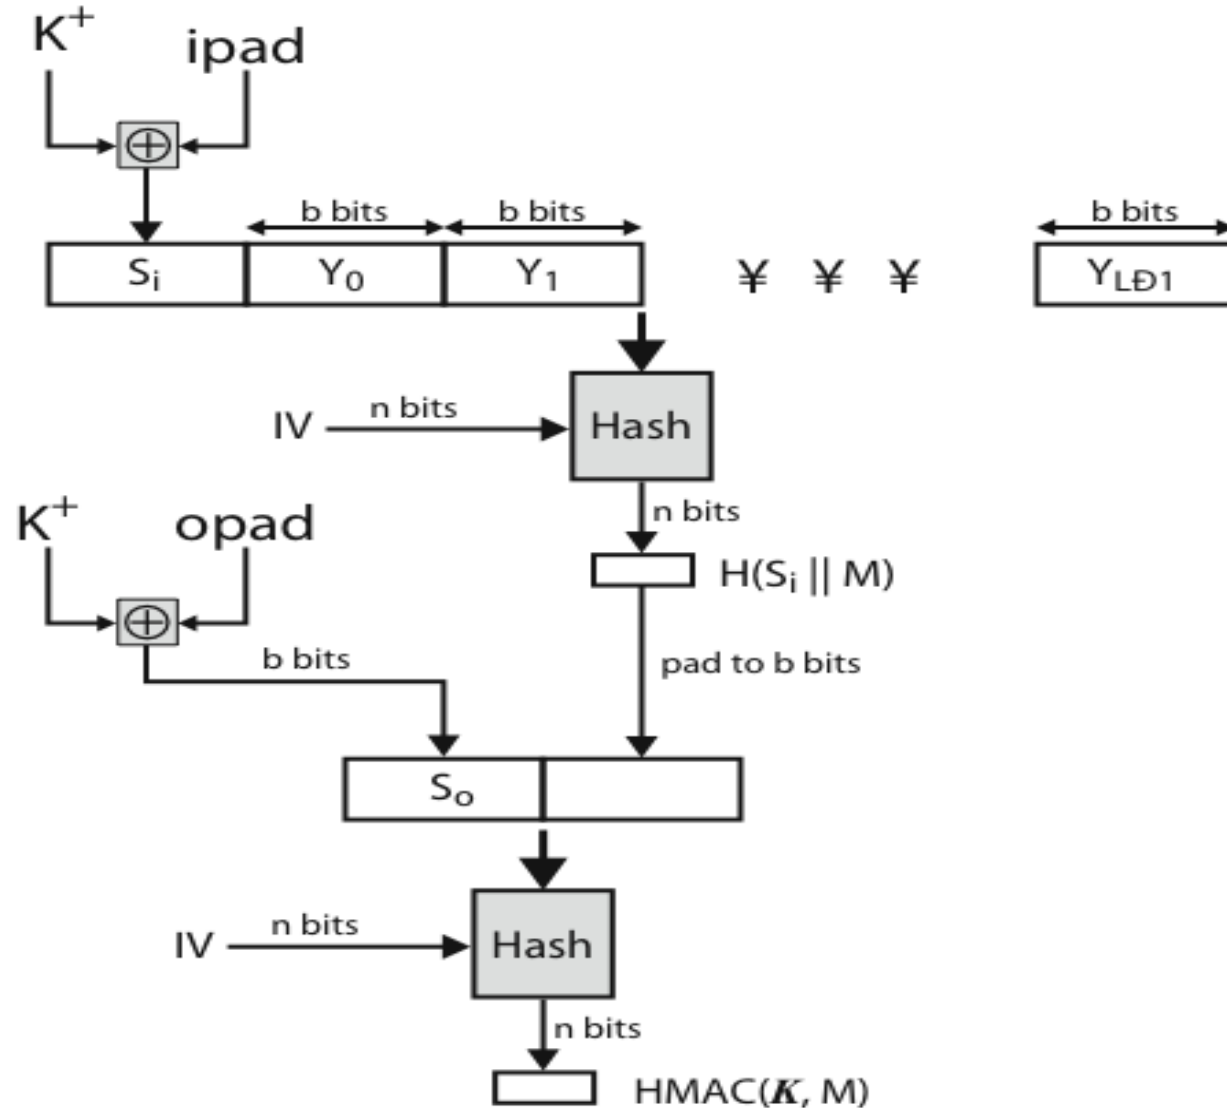 K+ ipad
⊕
b bits b bits b bits
Si Y0 Y1 ¥ ¥ ¥ YLÐ1
IV n bits Hash
n bits
K+ opad
H(Si || M)
⊕
b bits pad to b bits
So
IV n bits Hash
n bits
HMAC(K, M)